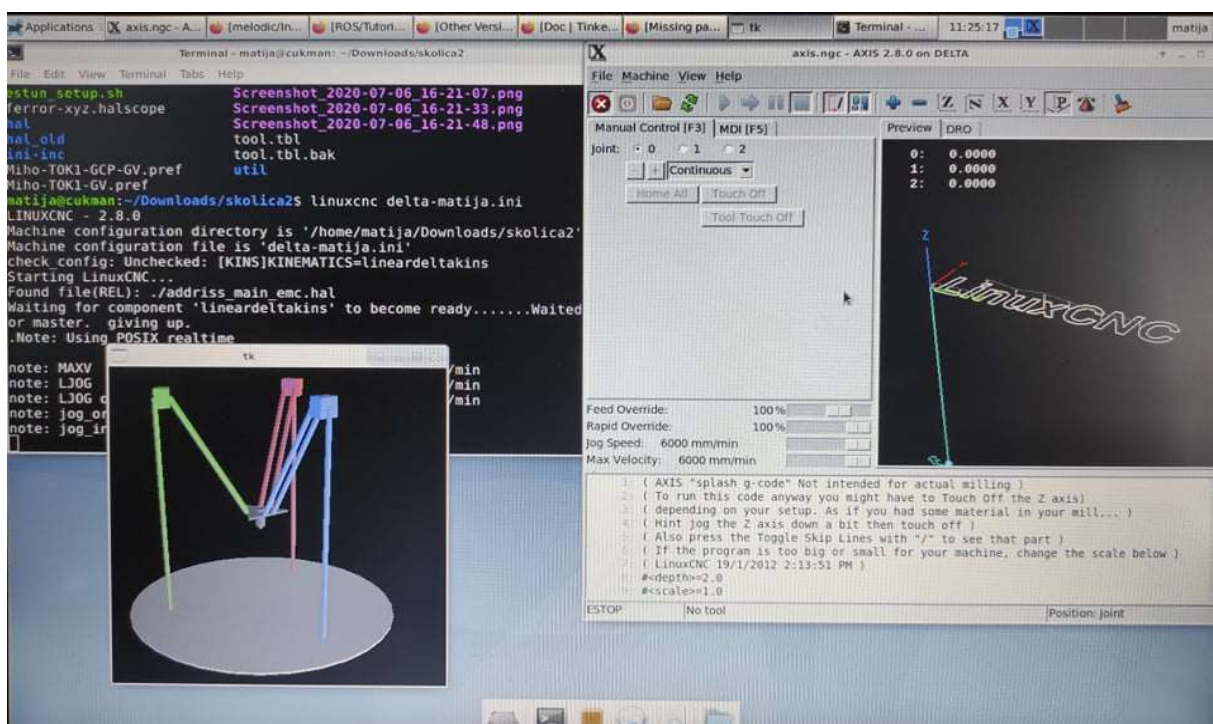 Applications
axis.ngc - A...
[melodic/In...
[ROS/Tutori...
[Other Versi...
[Doc | Tinke...
[Missing pa...
tk
Terminal - ...
11:25:17
matija
Terminal - matija@cukman: ~/Downloads/skolica2
File Edit View Terminal Tabs Help
estun_setup.sh Screenshot_2020-07-06_16-21-07.png
ferror-xyz.halscope Screenshot_2020-07-06_16-21-33.png
hal Screenshot_2020-07-06_16-21-48.png
hal_old tool.tbl
ini-inc tool.tbl.bak
Miho-TOK1-GCP-GV.pref util
Miho-TOK1-GV.pref
matija@cukman:~/Downloads/skolica2$ linuxcnc delta-matija.ini
LINUXCNC - 2.8.0
Machine configuration directory is '/home/matija/Downloads/skolica2'
Machine configuration file is 'delta-matija.ini'
check_config: Unchecked: [KINS]KINEMATICS=lineardeltakins
Starting LinuxCNC...
Found file(REL): ./addriss_main_emc.hal
Waiting for component 'lineardeltakins' to become ready.......Waited
or master. giving up.
.Note: Using POSIX realtime
note: MAXV /min
note: LJOG /min
note: LJOG d /min
note: jog_or
note: jog_in
tk
axis.ngc - AXIS 2.8.0 on DELTA
File Machine View Help
Z N X Y P
Manual Control [F3] MDI [F5]
Joint: 0 1 2
- + Continuous
Home All Touch Off
Tool Touch Off
Feed Override: 100%
Rapid Override: 100%
Jog Speed: 6000 mm/min
Max Velocity: 6000 mm/min
Preview DRO
0: 0.0000
1: 0.0000
2: 0.0000
Z
LinuxCNC
1: ( AXIS "splash g-code" Not intended for actual milling )
2: ( To run this code anyway you might have to Touch Off the Z axis)
3: ( depending on your setup. As if you had some material in your mill... )
4: ( Hint jog the Z axis down a bit then touch off )
5: ( Also press the Toggle Skip Lines with "/" to see that part )
6: ( If the program is too big or small for your machine, change the scale below )
7: ( LinuxCNC 19/1/2012 2:13:51 PM )
8: #<depth>=2.0
9: #<scale>=1.0
ESTOP No tool Position: Joint